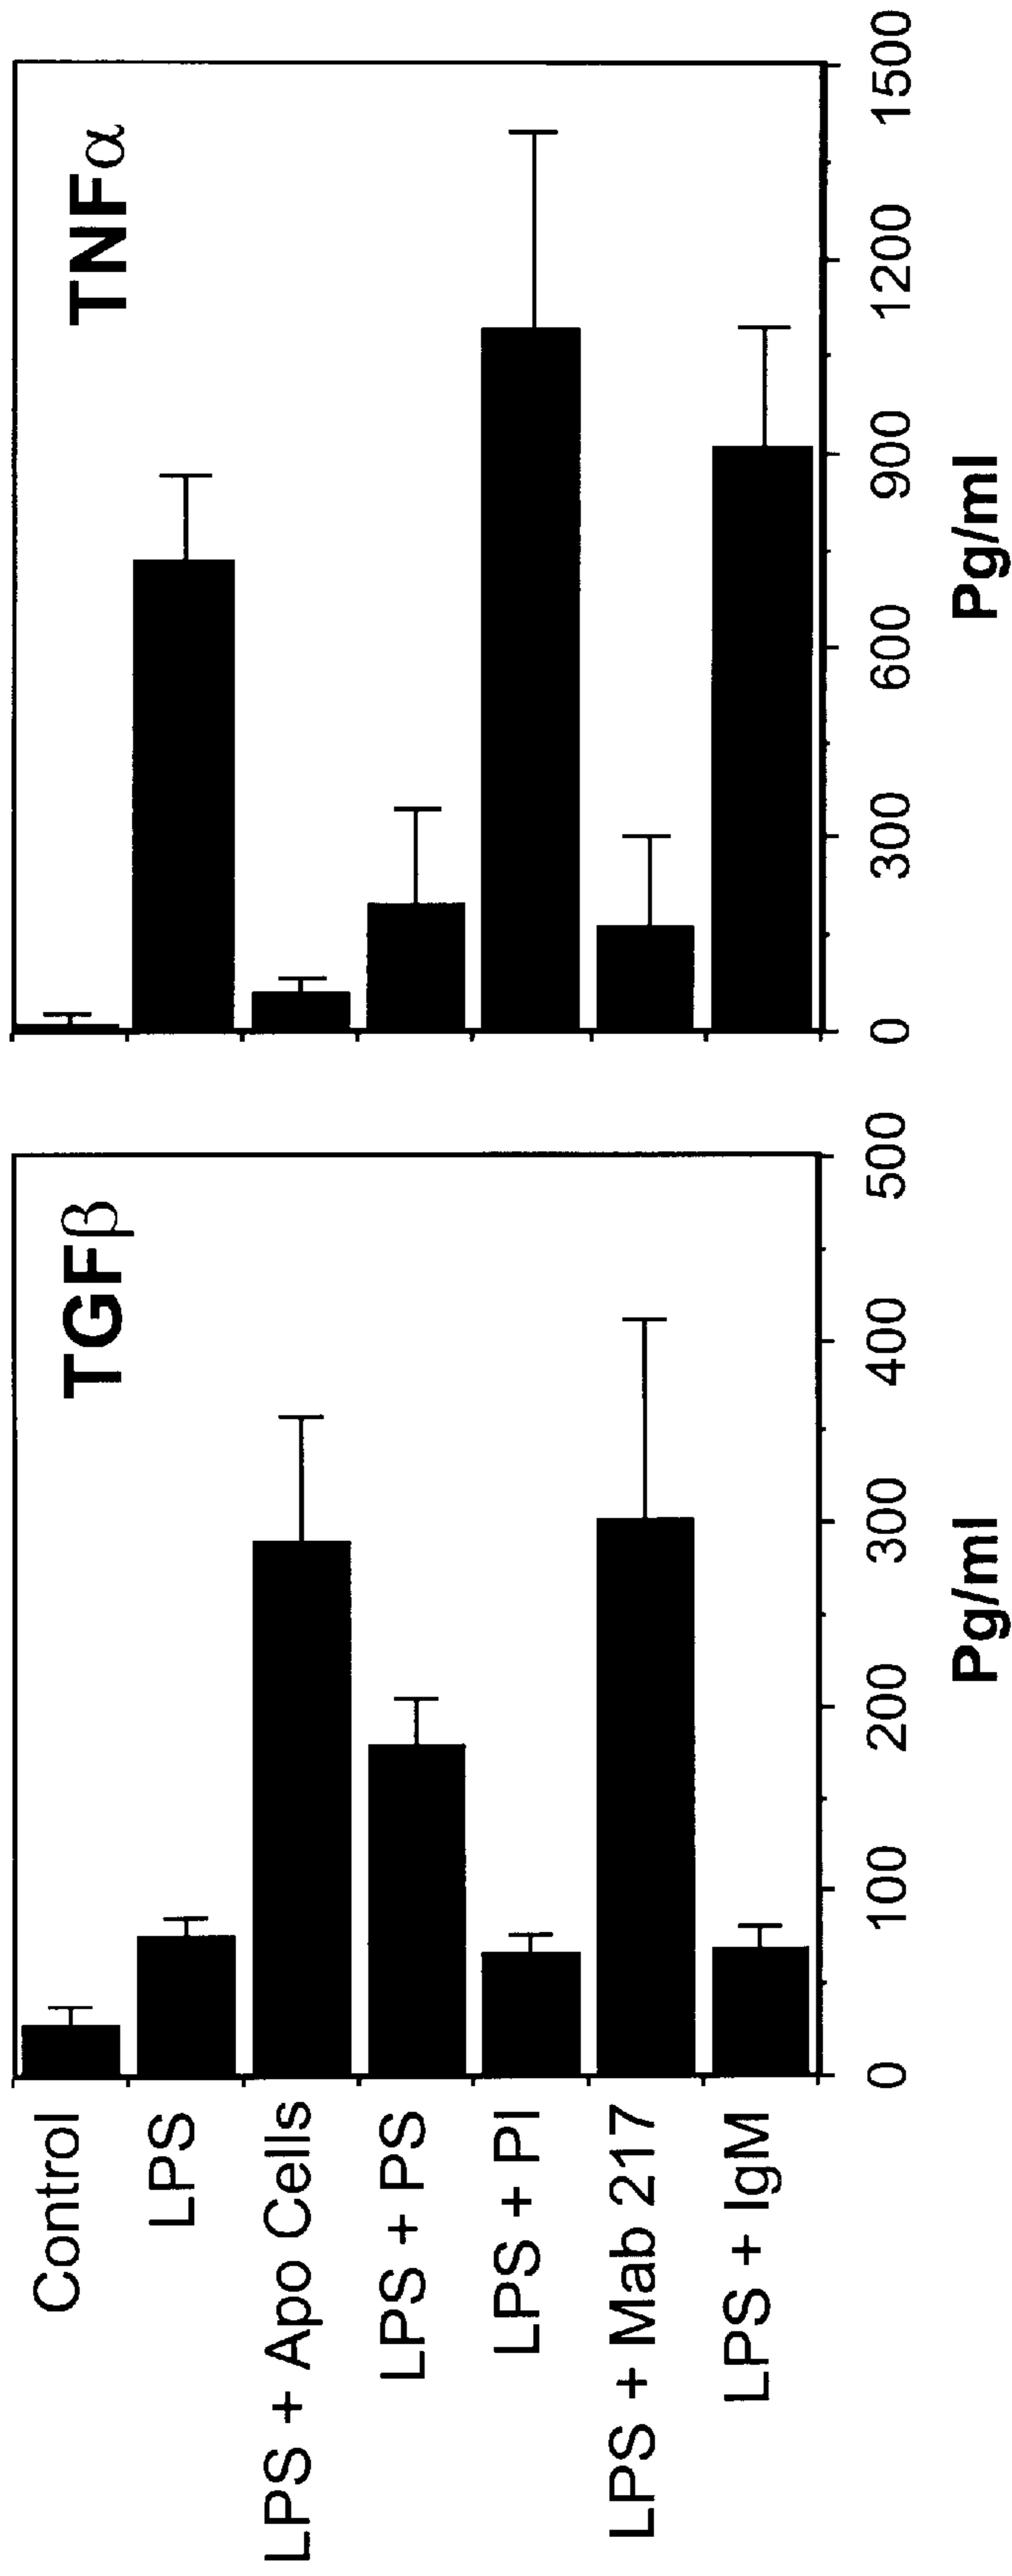 TGFβ
TNFα
Control
LPS
LPS + Apo Cells
LPS + PS
LPS + PI
LPS + Mab 217
LPS + IgM
0 100 200 300 400 500
0 300 600 900 1200 1500
Pg/ml
Pg/ml